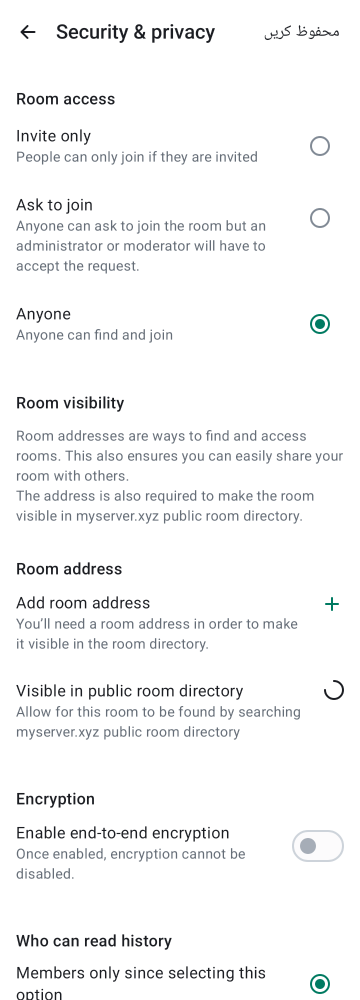 Security & privacy
محفوظ کریں
Room access
Invite only
People can only join if they are invited
Ask to join
Anyone can ask to join the room but an
administrator or moderator will have to
accept the request.
Anyone
Anyone can find and join
Room visibility
Room addresses are ways to find and access
rooms. This also ensures you can easily share your
room with others.
The address is also required to make the room
visible in myserver.xyz public room directory.
Room address
Add room address
You’ll need a room address in order to make
it visible in the room directory.
Visible in public room directory
Allow for this room to be found by searching
myserver.xyz public room directory
Encryption
Enable end-to-end encryption
Once enabled, encryption cannot be
disabled.
Who can read history
Members only since selecting this
option